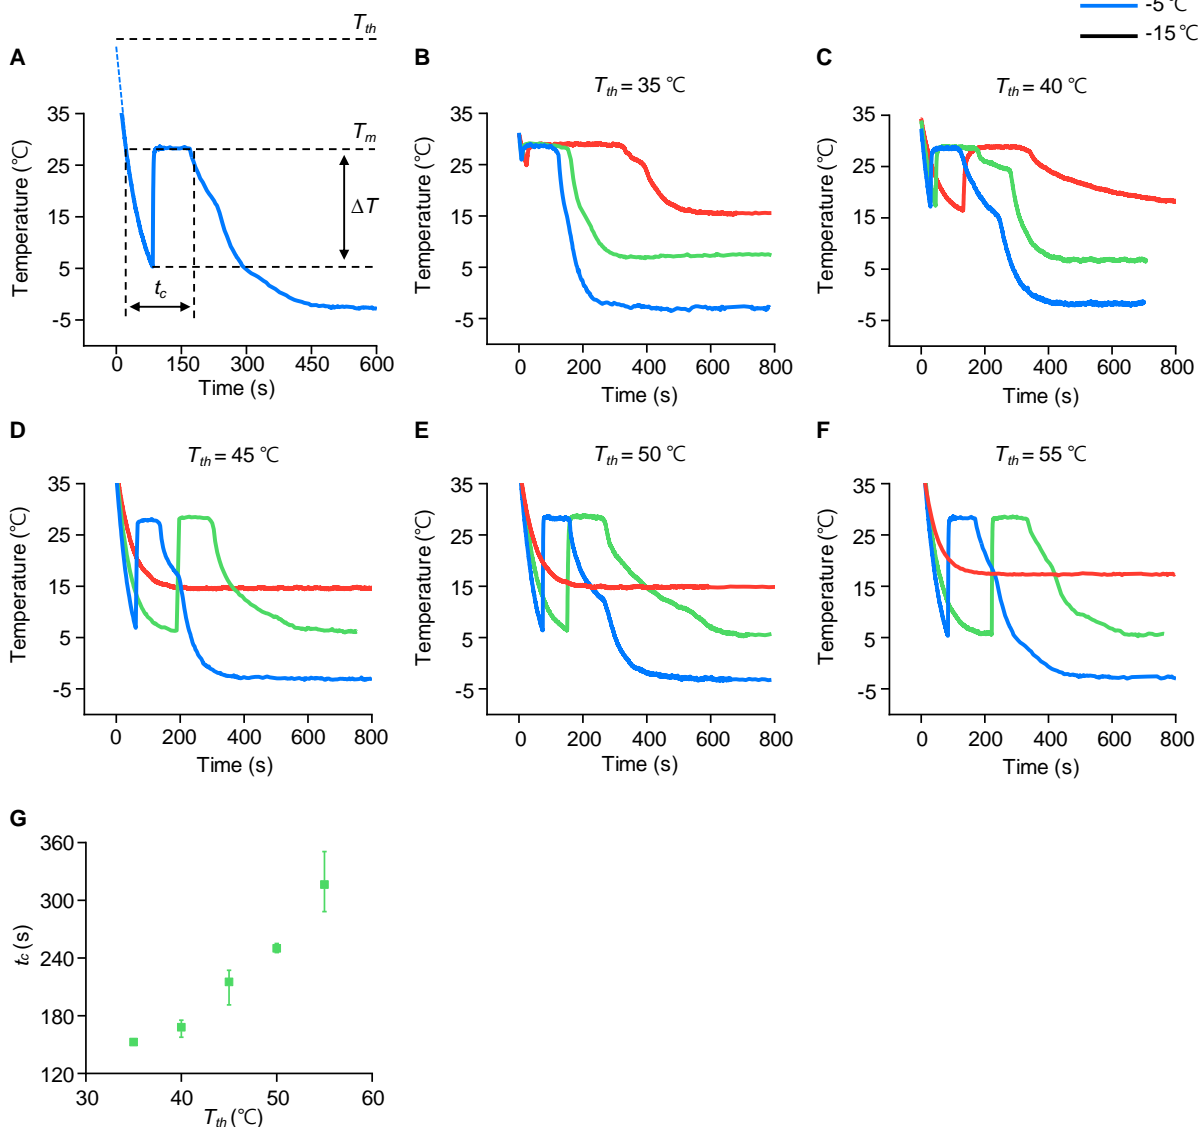 -5 ℃
-15 ℃
A
T_th
T_m
ΔT
t_c
Temperature (℃)
35
25
15
5
-5
0
150
300
450
600
Time (s)
B
T_th = 35 ℃
Temperature (℃)
35
25
15
5
-5
0
200
400
600
800
Time (s)
C
T_th = 40 ℃
Temperature (℃)
35
25
15
5
-5
0
200
400
600
800
Time (s)
D
T_th = 45 ℃
Temperature (℃)
35
25
15
5
-5
0
200
400
600
800
Time (s)
E
T_th = 50 ℃
Temperature (℃)
35
25
15
5
-5
0
200
400
600
800
Time (s)
F
T_th = 55 ℃
Temperature (℃)
35
25
15
5
-5
0
200
400
600
800
Time (s)
G
t_c (s)
360
300
240
180
120
30
40
50
60
T_th (℃)